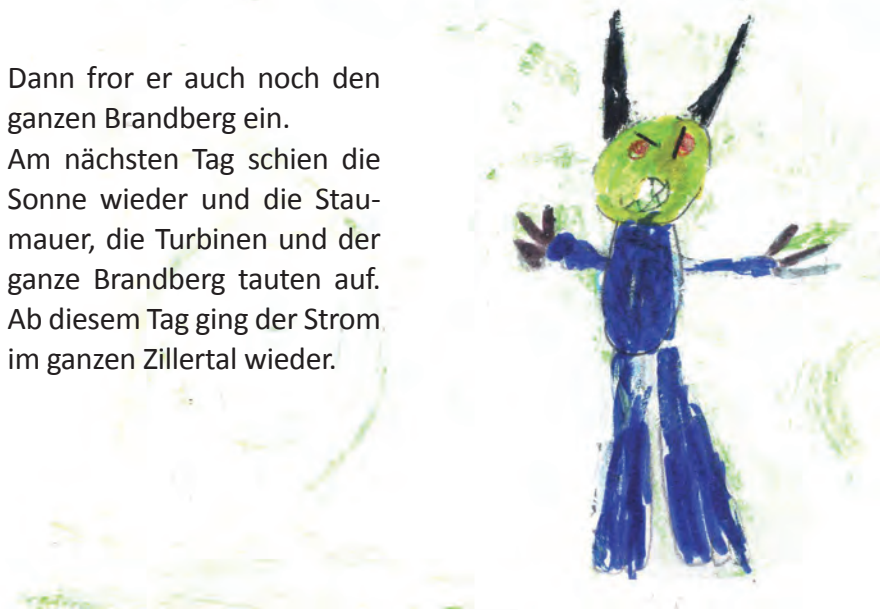 Dann fror er auch noch den
ganzen Brandberg ein.
Am nächsten Tag schien die
Sonne wieder und die Stau-
mauer, die Turbinen und der
ganze Brandberg tauten auf.
Ab diesem Tag ging der Strom
im ganzen Zillertal wieder.